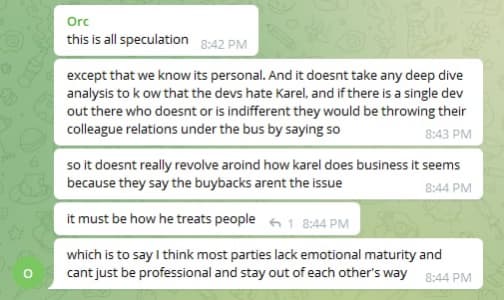 Orc
this is all speculation 8:42 PM
except that we know its personal. And it doesnt take any deep dive
analysis to k ow that the devs hate Karel, and if there is a single dev
out there who doesnt or is indifferent they would be throwing their
colleague relations under the bus by saying so
8:43 PM
so it doesnt really revolve aroind how karel does business it seems
because they say the buybacks arent the issue 8:44 PM
it must be how he treats people 1 8:44 PM
which is to say I think most parties lack emotional maturity and
cant just be professional and stay out of each other's way 8:44 PM
O